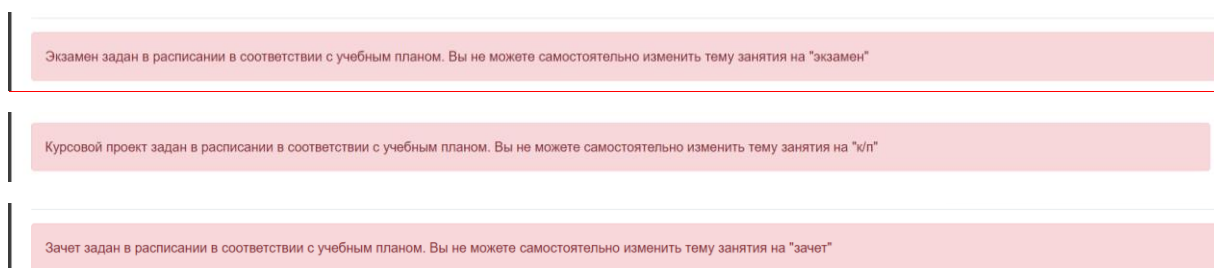 Экзамен задан в расписании в соответствии с учебным планом. Вы не можете самостоятельно изменить тему занятия на "экзамен"
Курсовой проект задан в расписании в соответствии с учебным планом. Вы не можете самостоятельно изменить тему занятия на "к/п"
Зачет задан в расписании в соответствии с учебным планом. Вы не можете самостоятельно изменить тему занятия на "зачет"